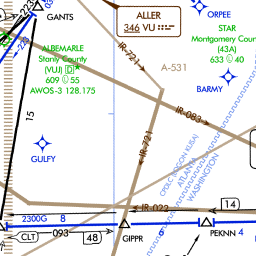 GANTS
ALLER
346 VU
ORPEE
STAR
Montgomery County
(43A)
633 40
ALBEMARLE
Stanly County
(VUJ) D
609 55
AWOS-3 128.175
IR-721
A-531
BARMY
IR-083
15
IR-721
GULFY
ATLANTA
WASHINGTON
14
IR-022
2300G 8
093
CLT
48
GIPPR
6
PEKNN 4